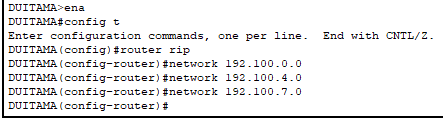 DUITAMA>ena
DUITAMA#config t
Enter configuration commands, one per line.  End with CNTL/Z.
DUITAMA(config)#router rip
DUITAMA(config-router)#network 192.100.0.0
DUITAMA(config-router)#network 192.100.4.0
DUITAMA(config-router)#network 192.100.7.0
DUITAMA(config-router)#